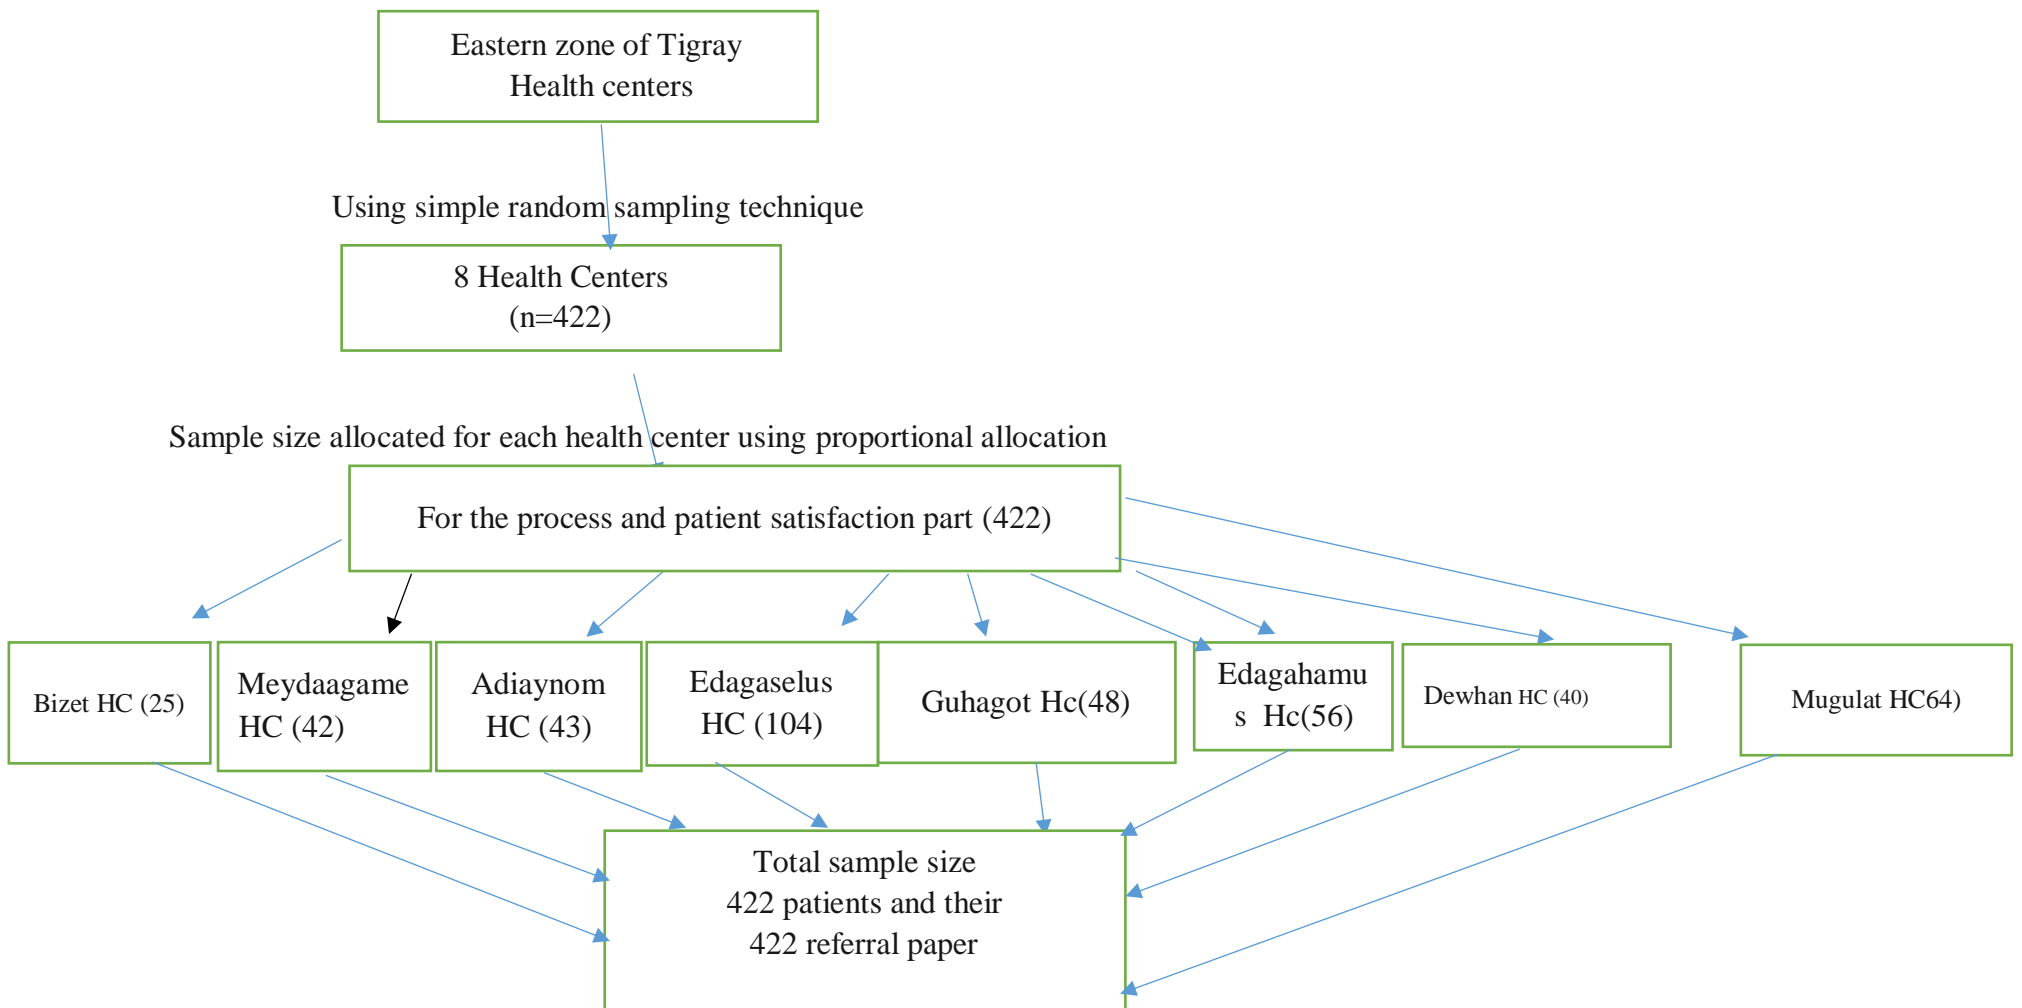 Eastern zone of Tigray
Health centers
Using simple random sampling technique
8 Health Centers
(n=422)
Sample size allocated for each health center using proportional allocation
For the process and patient satisfaction part (422)
Bizet HC (25)
Meydaagame
HC (42)
Adiaynom
HC (43)
Edagaselus
HC (104)
Guhagot Hc(48)
Edagahamu
s Hc(56)
Dewhan HC (40)
Mugulat HC64)
Total sample size
422 patients and their
422 referral paper